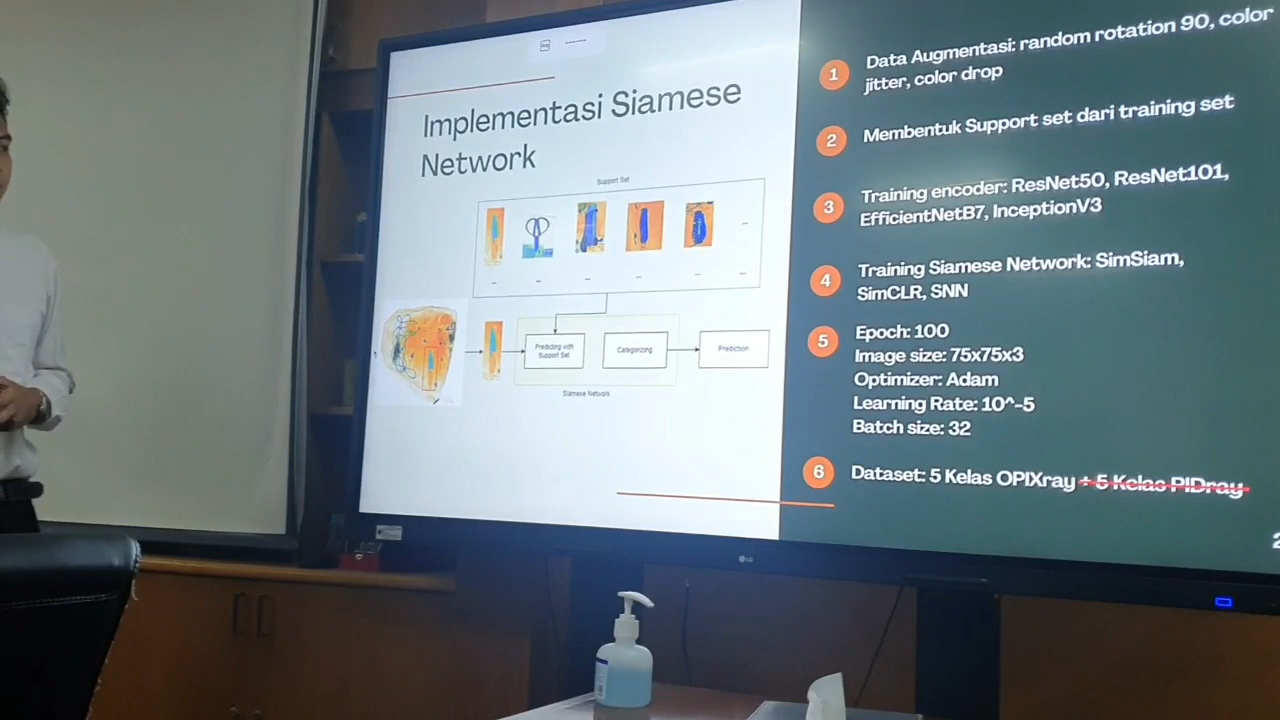 Implementasi Siamese
Network
Support Set
Predicting with
Support Set
Categorizing
Prediction
Siamese Network
1
Data Augmentasi: random rotation 90, color
jitter, color drop
2
Membentuk Support set dari training set
3
Training encoder: ResNet50, ResNet101,
EfficientNetB7, InceptionV3
4
Training Siamese Network: SimSiam,
SimCLR, SNN
5
Epoch: 100
Image size: 75x75x3
Optimizer: Adam
Learning Rate: 10^-5
Batch size: 32
6
Dataset: 5 Kelas OPIXray + 5 Kelas PIDray
LG